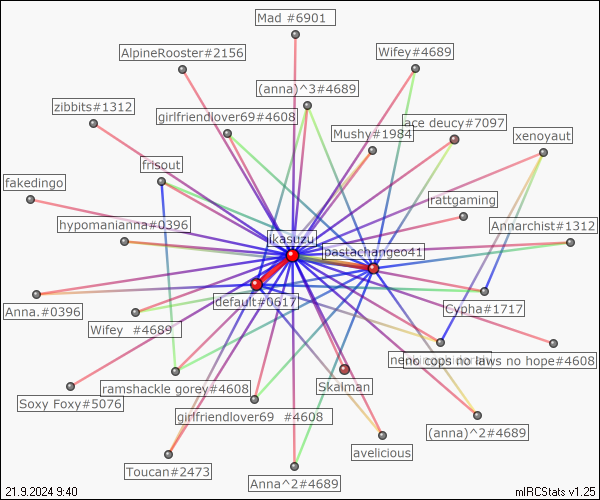 Mad #6901
AlpineRooster#2156
Wifey#4689
(anna)^3#4689
zibbits#1312
girlfriendlover69#4608
ace deucy#7097
Mushy#1984
xenoyaut
frisout
fakedingo
rattgaming
hypomanianna#0396
Annarchist#1312
ikasuzu
pastachangeo41
default#0617
Anna.#0396
Cypha#1717
Wifey  #4689
no cops no laws no hope#4608
Skalman
ramshackle gorey#4608
Soxy Foxy#5076
girlfriendlover69  #4608
(anna)^2#4689
avelicious
Toucan#2473
Anna^2#4689
21.9.2024 9:40
mIRCStats v1.25